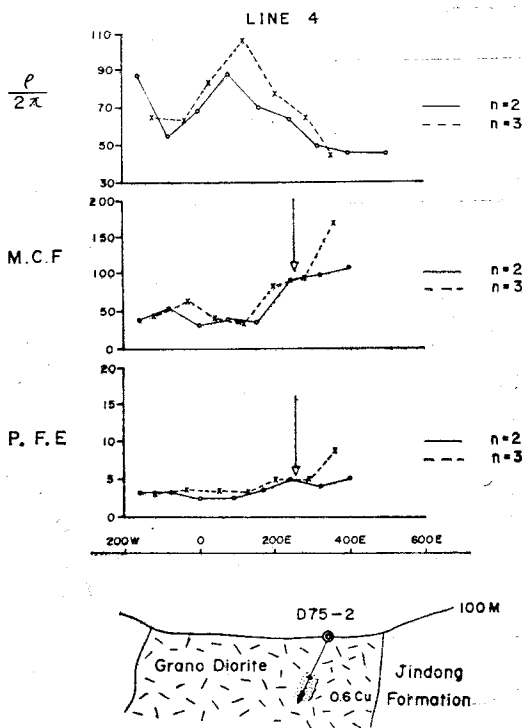 LINE 4
ρ
2π
110
90
70
50
30
n=2
n=3
M.C.F
200
150
100
50
0
n=2
n=3
P. F. E
20
15
10
5
0
n=2
n=3
200W 0 200E 400E 600E
D75-2
100M
Grano Diorite
0.6 Cu
Jindong
Formation